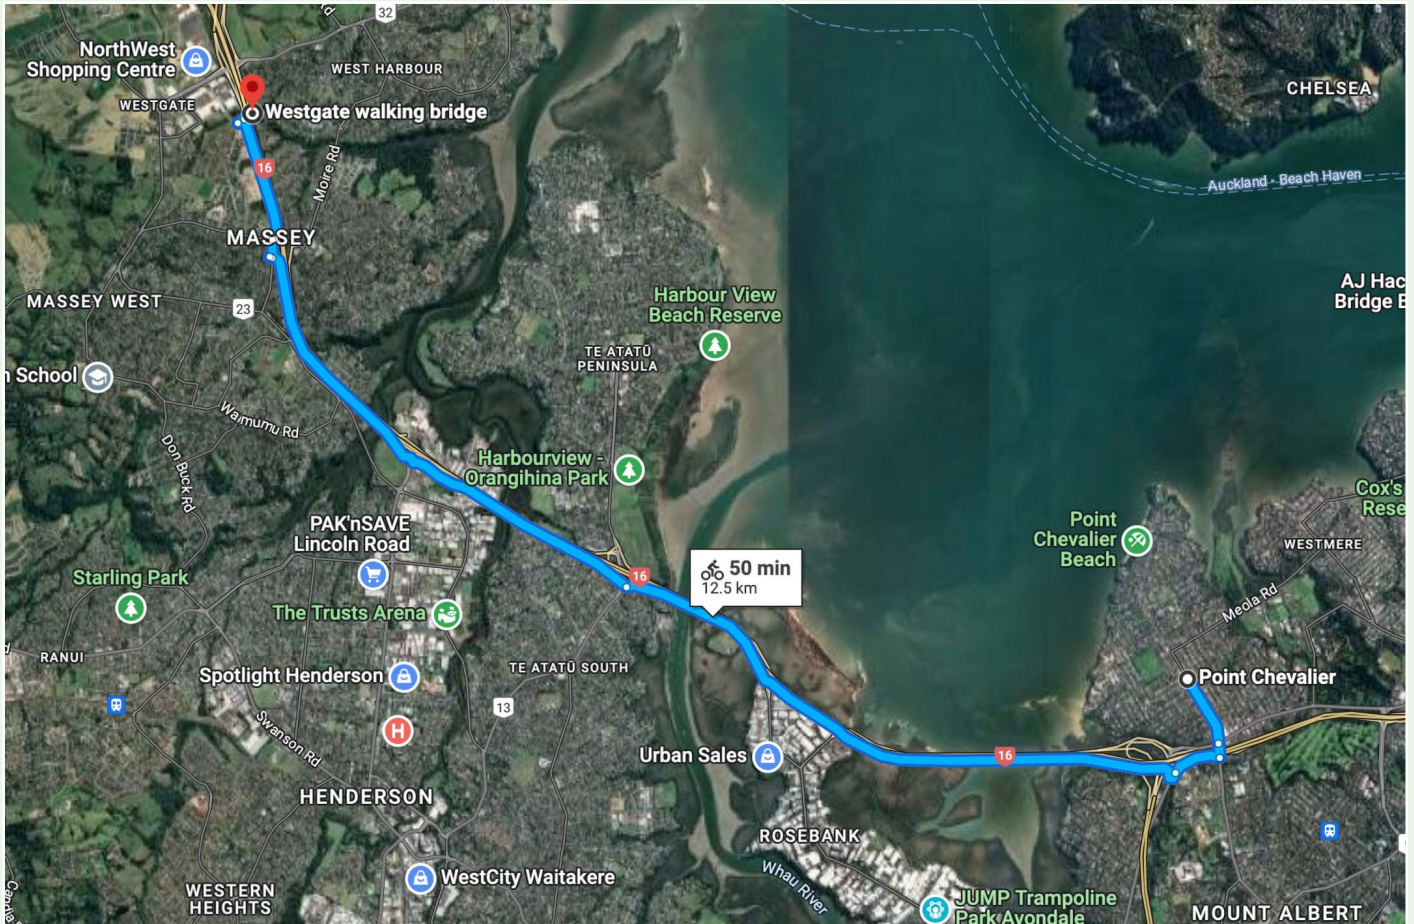 32
NorthWest
Shopping Centre
WEST HARBOUR
WESTGATE
Westgate walking bridge
CHELSEA
16
Moire Rd
Auckland - Beach Haven
MASSEY
MASSEY WEST
23
Harbour View
Beach Reserve
AJ Hac
Bridge B
TE ATATŪ
PENINSULA
n School
Waimumu Rd
Don Buck Rd
Harbourview -
Orangihina Park
Cox's
Rese
PAK'nSAVE
Lincoln Road
Point
Chevalier
Beach
WESTMERE
Starling Park
16
50 min
12.5 km
The Trusts Arena
Meola Rd
RANUI
TE ATATŪ SOUTH
Spotlight Henderson
Point Chevalier
13
H
Swanson Rd
Urban Sales
16
HENDERSON
ROSEBANK
WestCity Waitakere
Whau River
WESTERN
HEIGHTS
JUMP Trampoline
Park Avondale
MOUNT ALBERT